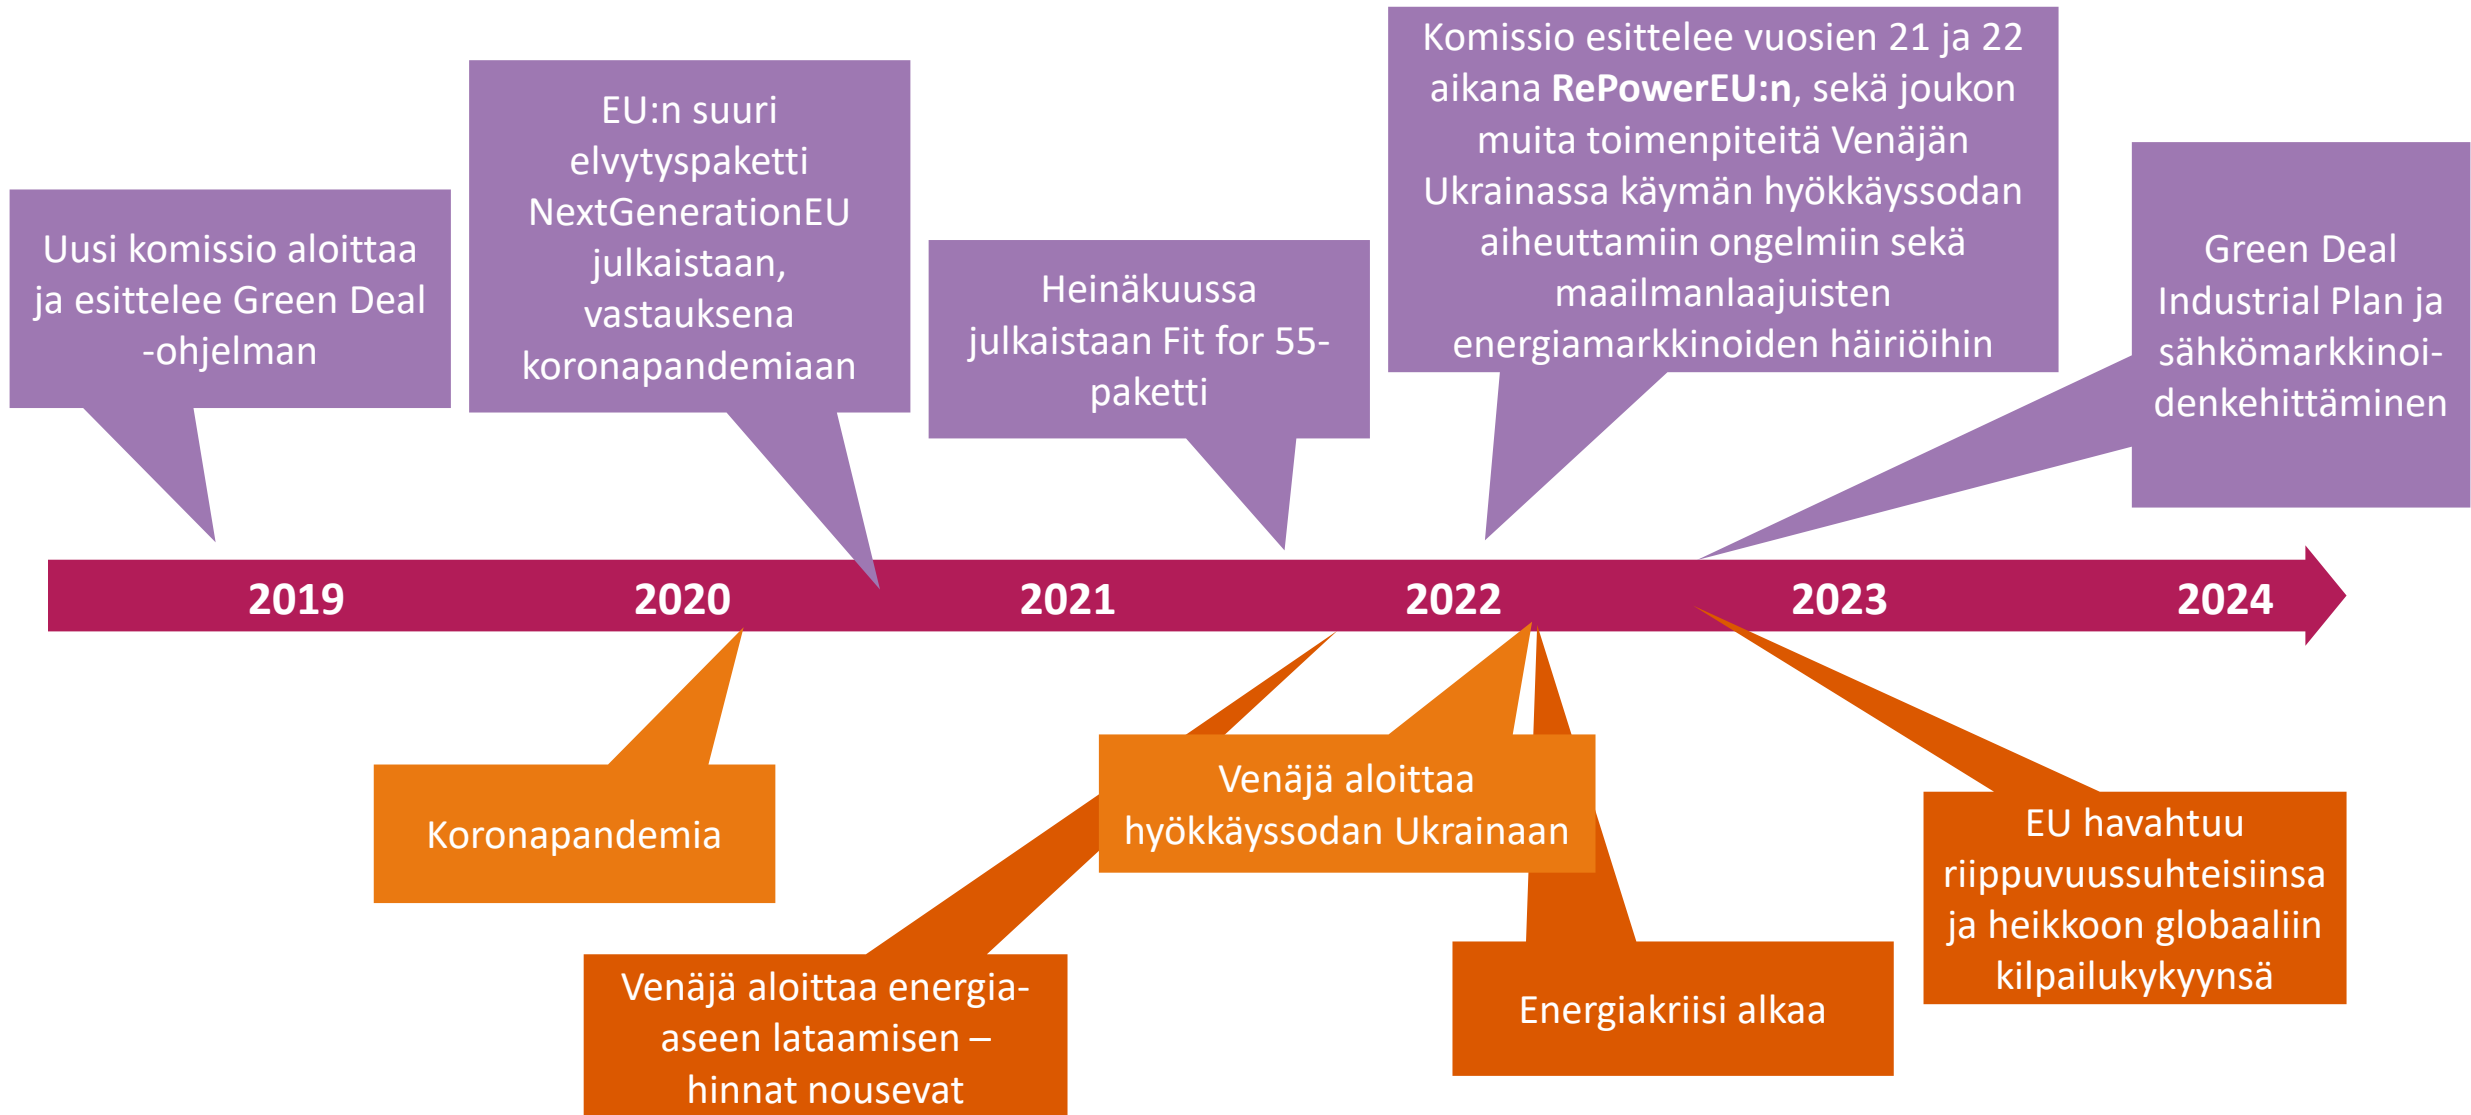 Uusi komissio aloittaa
ja esittelee Green Deal
-ohjelman
EU:n suuri
elvytyspaketti
NextGenerationEU
julkaistaan,
vastauksena
koronapandemiaan
Heinäkuussa
julkaistaan Fit for 55-
paketti
Komissio esittelee vuosien 21 ja 22
aikana RePowerEU:n, sekä joukon
muita toimenpiteitä Venäjän
Ukrainassa käymän hyökkäyssodan
aiheuttamiin ongelmiin sekä
maailmanlaajuisten
energiamarkkinoiden häiriöihin
Green Deal
Industrial Plan ja
sähkömarkkinoi-
denkehittäminen
2019 2020 2021 2022 2023 2024
Koronapandemia
Venäjä aloittaa energia-
aseen lataamisen –
hinnat nousevat
Venäjä aloittaa
hyökkäyssodan Ukrainaan
Energiakriisi alkaa
EU havahtuu
riippuvuussuhteisiinsa
ja heikkoon globaaliin
kilpailukykyynsä